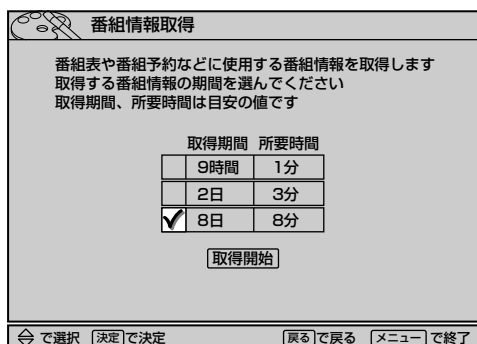 番組情報取得
番組表や番組予約などに使用する番組情報を取得します
取得する番組情報の期間を選んでください
取得期間、所要時間は目安の値です
取得期間 所要時間
9時間 1分
2日 3分
8日 8分
取得開始
で選択 決定で決定 戻るで戻る メニューで終了